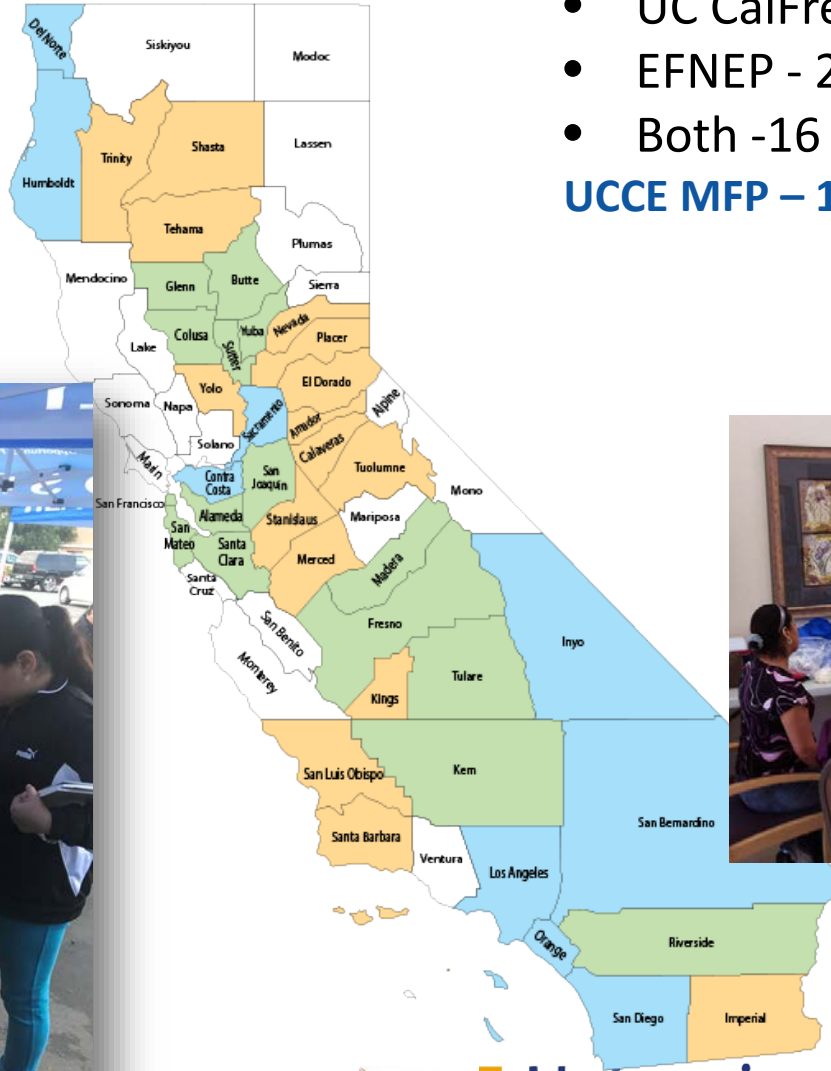 • UC CalFre
• EFNEP - 2
• Both -16
UCCE MFP – 1
Del Norte
Siskiyou
Modoc
Humboldt
Trinity
Shasta
Lassen
Tehama
Plumas
Mendocino
Glenn
Butte
Sierra
Colusa
Sutter
Yuba
Nevada
Placer
Lake
Yolo
El Dorado
Sonoma
Napa
Sacramento
Amador
Alpine
Solano
Calaveras
Marin
Contra
Costa
San
Joaquin
Tuolumne
Mono
San Francisco
Alameda
Stanislaus
Mariposa
San
Mateo
Santa
Clara
Merced
Madera
Santa
Cruz
San Benito
Fresno
Inyo
Monterey
Kings
Tulare
San Luis Obispo
Kern
San Bernardino
Santa Barbara
Ventura
Los Angeles
Orange
Riverside
San Diego
Imperial